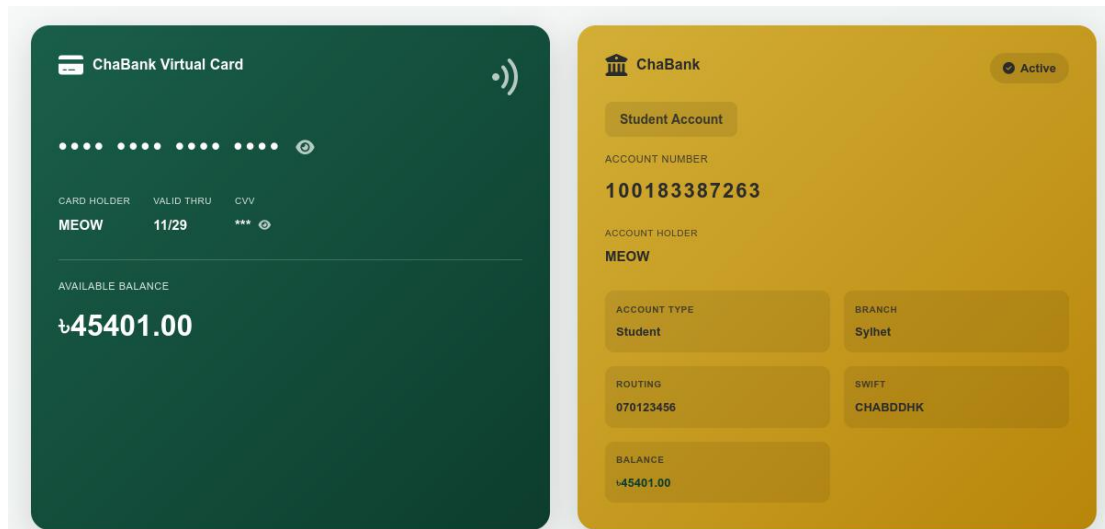 ChaBank Virtual Card
•••• •••• •••• ••••
CARD HOLDER VALID THRU CVV
MEOW 11/29 ***
AVAILABLE BALANCE
৳45401.00
ChaBank
Active
Student Account
ACCOUNT NUMBER
100183387263
ACCOUNT HOLDER
MEOW
ACCOUNT TYPE
Student
BRANCH
Sylhet
ROUTING
070123456
SWIFT
CHABDDHK
BALANCE
৳45401.00